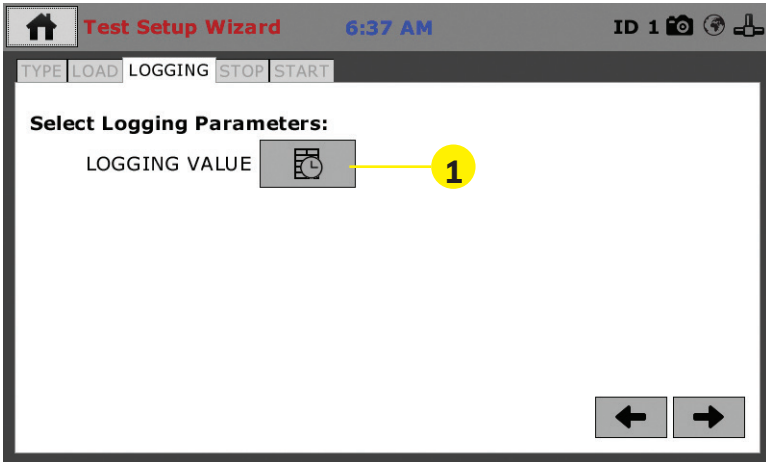 Test Setup Wizard 6:37 AM ID 1
TYPE LOAD LOGGING STOP START
Select Logging Parameters:
LOGGING VALUE
1